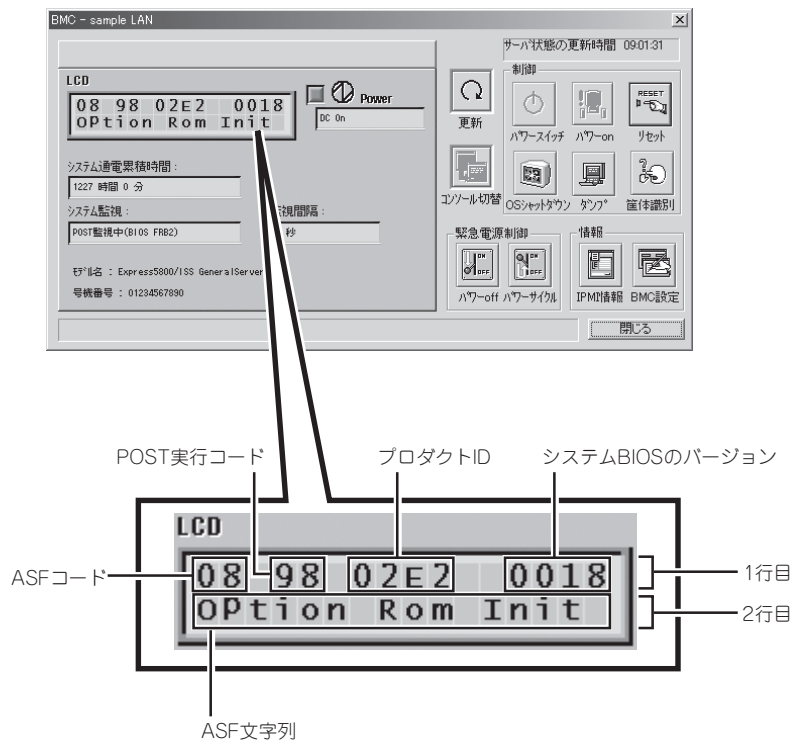 BMC - sample LAN
サーバ状態の更新時間 09:01:31
LCD
08 98 02E2 0018
OPtion Rom Init
Power
DC On
システム通電累積時間：
1227 時間 0 分
システム監視：
視間隔：
POST監視中(BIOS FRB2)
秒
モデル名 ： Express5800/ISS GeneralServer
号機番号 ： 01234567890
更新
コンソール切替
制御
パワースイッチ
パワーon
RESET
リセット
OSシャットダウン
ダンプ
筐体識別
緊急電源制御
ON
OFF
ON
OFF
パワーoff
パワーサイクル
情報
IPMI情報
BMC設定
閉じる
POST実行コード
プロダクトID
システムBIOSのバージョン
LCD
ASFコード
08 98 02E2 0018
1行目
OPtion Rom Init
2行目
ASF文字列